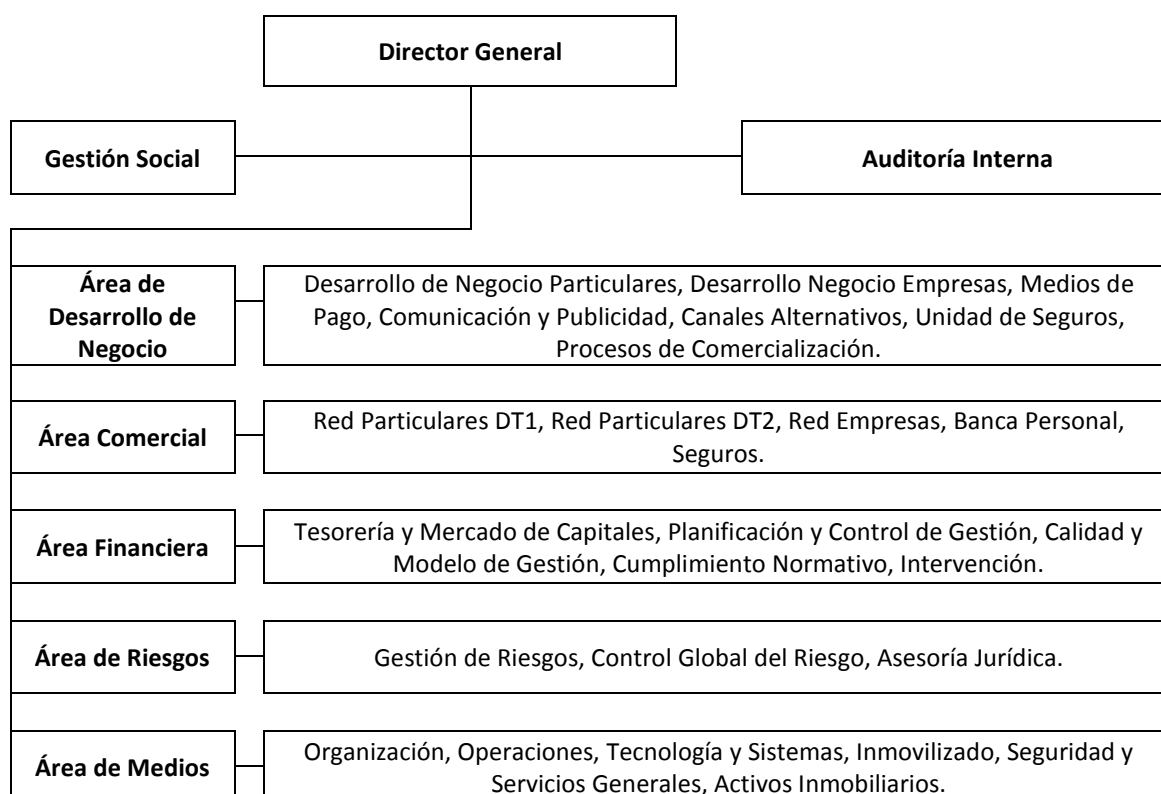 Director General
Gestión Social
Auditoría Interna
Área de
Desarrollo de
Negocio
Desarrollo de Negocio Particulares, Desarrollo Negocio Empresas, Medios de
Pago, Comunicación y Publicidad, Canales Alternativos, Unidad de Seguros,
Procesos de Comercialización.
Área Comercial
Red Particulares DT1, Red Particulares DT2, Red Empresas, Banca Personal,
Seguros.
Área Financiera
Tesorería y Mercado de Capitales, Planificación y Control de Gestión, Calidad y
Modelo de Gestión, Cumplimiento Normativo, Intervención.
Área de Riesgos
Gestión de Riesgos, Control Global del Riesgo, Asesoría Jurídica.
Área de Medios
Organización, Operaciones, Tecnología y Sistemas, Inmovilizado, Seguridad y
Servicios Generales, Activos Inmobiliarios.